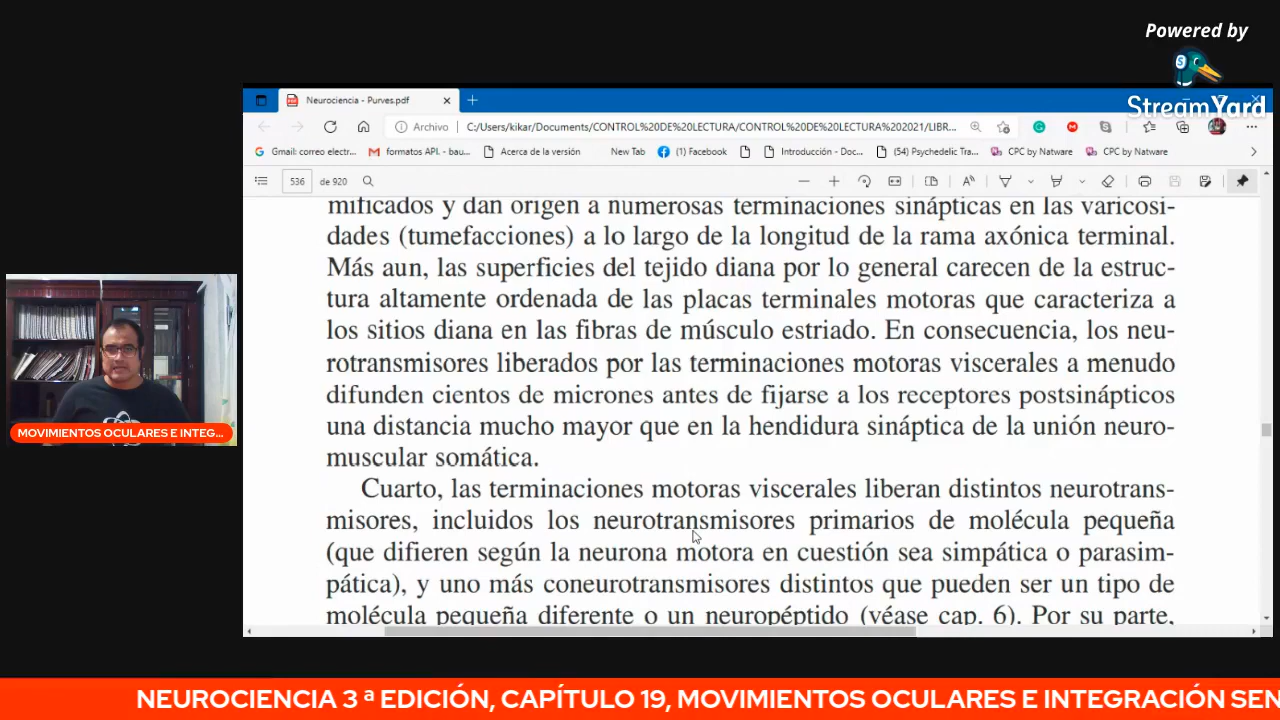 Powered by
StreamYard
Neurociencia - Purves.pdf
Archivo C:/Users/kikar/Documents/CONTROL%20DE%20LECTURA/CONTROL%20DE%20LECTURA%202021/LIBR...
Gmail: correo electr... formatos API. - bau... Acerca de la versión New Tab (1) Facebook Introducción - Doc... (54) Psychedelic Tra... CPC by Natware CPC by Natware
536 de 920
mificados y dan origen a numerosas terminaciones sinápticas en las varicosi-
dades (tumefacciones) a lo largo de la longitud de la rama axónica terminal.
Más aun, las superficies del tejido diana por lo general carecen de la estruc-
tura altamente ordenada de las placas terminales motoras que caracteriza a
los sitios diana en las fibras de músculo estriado. En consecuencia, los neu-
rotransmisores liberados por las terminaciones motoras viscerales a menudo
difunden cientos de micrones antes de fijarse a los receptores postsinápticos
una distancia mucho mayor que en la hendidura sináptica de la unión neuro-
muscular somática.
Cuarto, las terminaciones motoras viscerales liberan distintos neurotrans-
misores, incluidos los neurotransmisores primarios de molécula pequeña
(que difieren según la neurona motora en cuestión sea simpática o parasim-
pática), y uno más coneurotransmisores distintos que pueden ser un tipo de
molécula pequeña diferente o un neuropéptido (véase cap. 6). Por su parte,
MOVIMIENTOS OCULARES E INTEG...
NEUROCIENCIA 3 ª EDICIÓN, CAPÍTULO 19, MOVIMIENTOS OCULARES E INTEGRACIÓN SEN